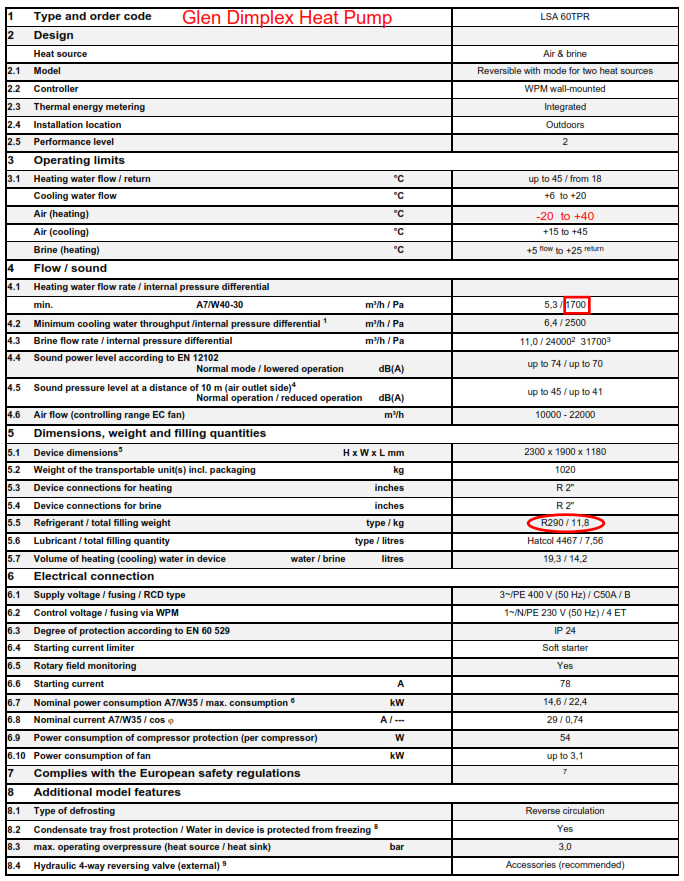 1 Type and order code Glen Dimplex Heat Pump LSA 60TPR
2 Design
Heat source Air & brine
2.1 Model Reversible with mode for two heat sources
2.2 Controller WPM wall-mounted
2.3 Thermal energy metering Integrated
2.4 Installation location Outdoors
2.5 Performance level 2
3 Operating limits
3.1 Heating water flow / return °C up to 45 / from 18
Cooling water flow °C +6 to +20
Air (heating) °C -20 to +40
Air (cooling) °C +15 to +45
Brine (heating) °C +5 flow to +25 return
4 Flow / sound
4.1 Heating water flow rate / internal pressure differential
min. A7/W40-30 m³/h / Pa 5,3 / 1700
4.2 Minimum cooling water throughput /internal pressure differential 1 m³/h / Pa 6,4 / 2500
4.3 Brine flow rate / internal pressure differential m³/h / Pa 11,0 / 24000² 31700³
4.4 Sound power level according to EN 12102
Normal mode / lowered operation dB(A) up to 74 / up to 70
4.5 Sound pressure level at a distance of 10 m (air outlet side)⁴
Normal operation / reduced operation dB(A) up to 45 / up to 41
4.6 Air flow (controlling range EC fan) m³/h 10000 - 22000
5 Dimensions, weight and filling quantities
5.1 Device dimensions⁵ H x W x L mm 2300 x 1900 x 1180
5.2 Weight of the transportable unit(s) incl. packaging kg 1020
5.3 Device connections for heating inches R 2"
5.4 Device connections for brine inches R 2"
5.5 Refrigerant / total filling weight type / kg R290 / 11,8
5.6 Lubricant / total filling quantity type / litres Hatcol 4467 / 7,56
5.7 Volume of heating (cooling) water in device water / brine litres 19,3 / 14,2
6 Electrical connection
6.1 Supply voltage / fusing / RCD type 3~/PE 400 V (50 Hz) / C50A / B
6.2 Control voltage / fusing via WPM 1~/N/PE 230 V (50 Hz) / 4 ET
6.3 Degree of protection according to EN 60 529 IP 24
6.4 Starting current limiter Soft starter
6.5 Rotary field monitoring Yes
6.6 Starting current A 78
6.7 Nominal power consumption A7/W35 / max. consumption 6 kW 14,6 / 22,4
6.8 Nominal current A7/W35 / cos φ A / --- 29 / 0,74
6.9 Power consumption of compressor protection (per compressor) W 54
6.10 Power consumption of fan kW up to 3,1
7 Complies with the European safety regulations 7
8 Additional model features
8.1 Type of defrosting Reverse circulation
8.2 Condensate tray frost protection / Water in device is protected from freezing 8 Yes
8.3 max. operating overpressure (heat source / heat sink) bar 3,0
8.4 Hydraulic 4-way reversing valve (external) 9 Accessories (recommended)